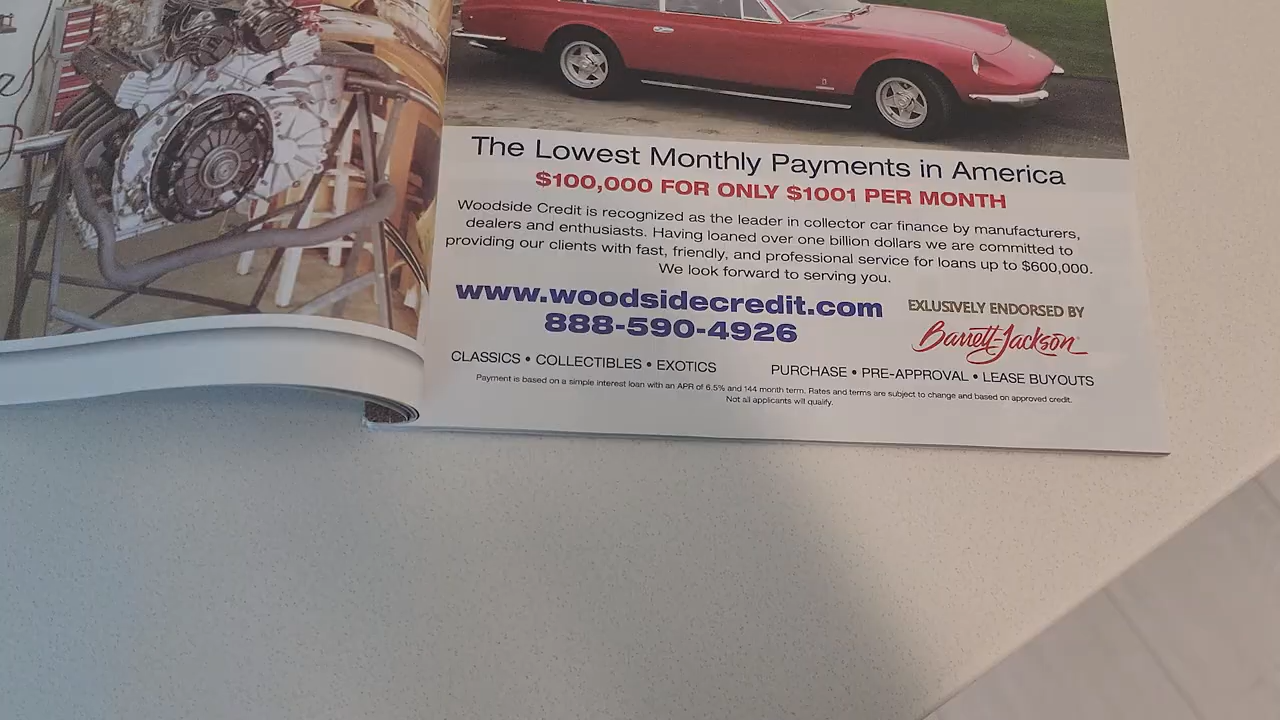 The Lowest Monthly Payments in America
$100,000 FOR ONLY $1001 PER MONTH
Woodside Credit is recognized as the leader in collector car finance by manufacturers,
dealers and enthusiasts. Having loaned over one billion dollars we are committed to
providing our clients with fast, friendly, and professional service for loans up to $600,000.
We look forward to serving you.
www.woodsidecredit.com
888-590-4926
EXCLUSIVELY ENDORSED BY
Barrett-Jackson
CLASSICS • COLLECTIBLES • EXOTICS
PURCHASE • PRE-APPROVAL • LEASE BUYOUTS
Payment is based on a simple interest loan with an APR of 6.5% and 144 month term. Rates and terms are subject to change and based on approved credit.
Not all applicants will qualify.